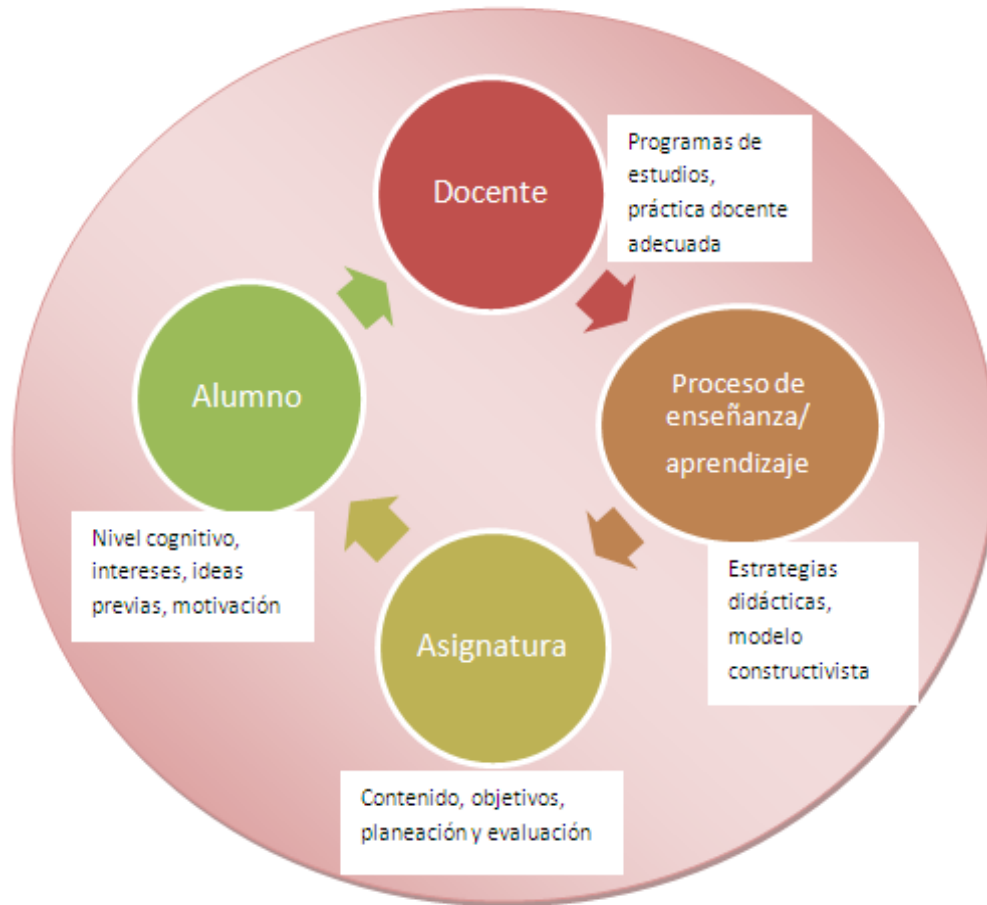 Docente
Programas de
estudios,
práctica docente
adecuada
Proceso de
enseñanza/
aprendizaje
Estrategias
didácticas,
modelo
constructivista
Asignatura
Contenido, objetivos,
planeación y evaluación
Alumno
Nivel cognitivo,
intereses, ideas
previas, motivación